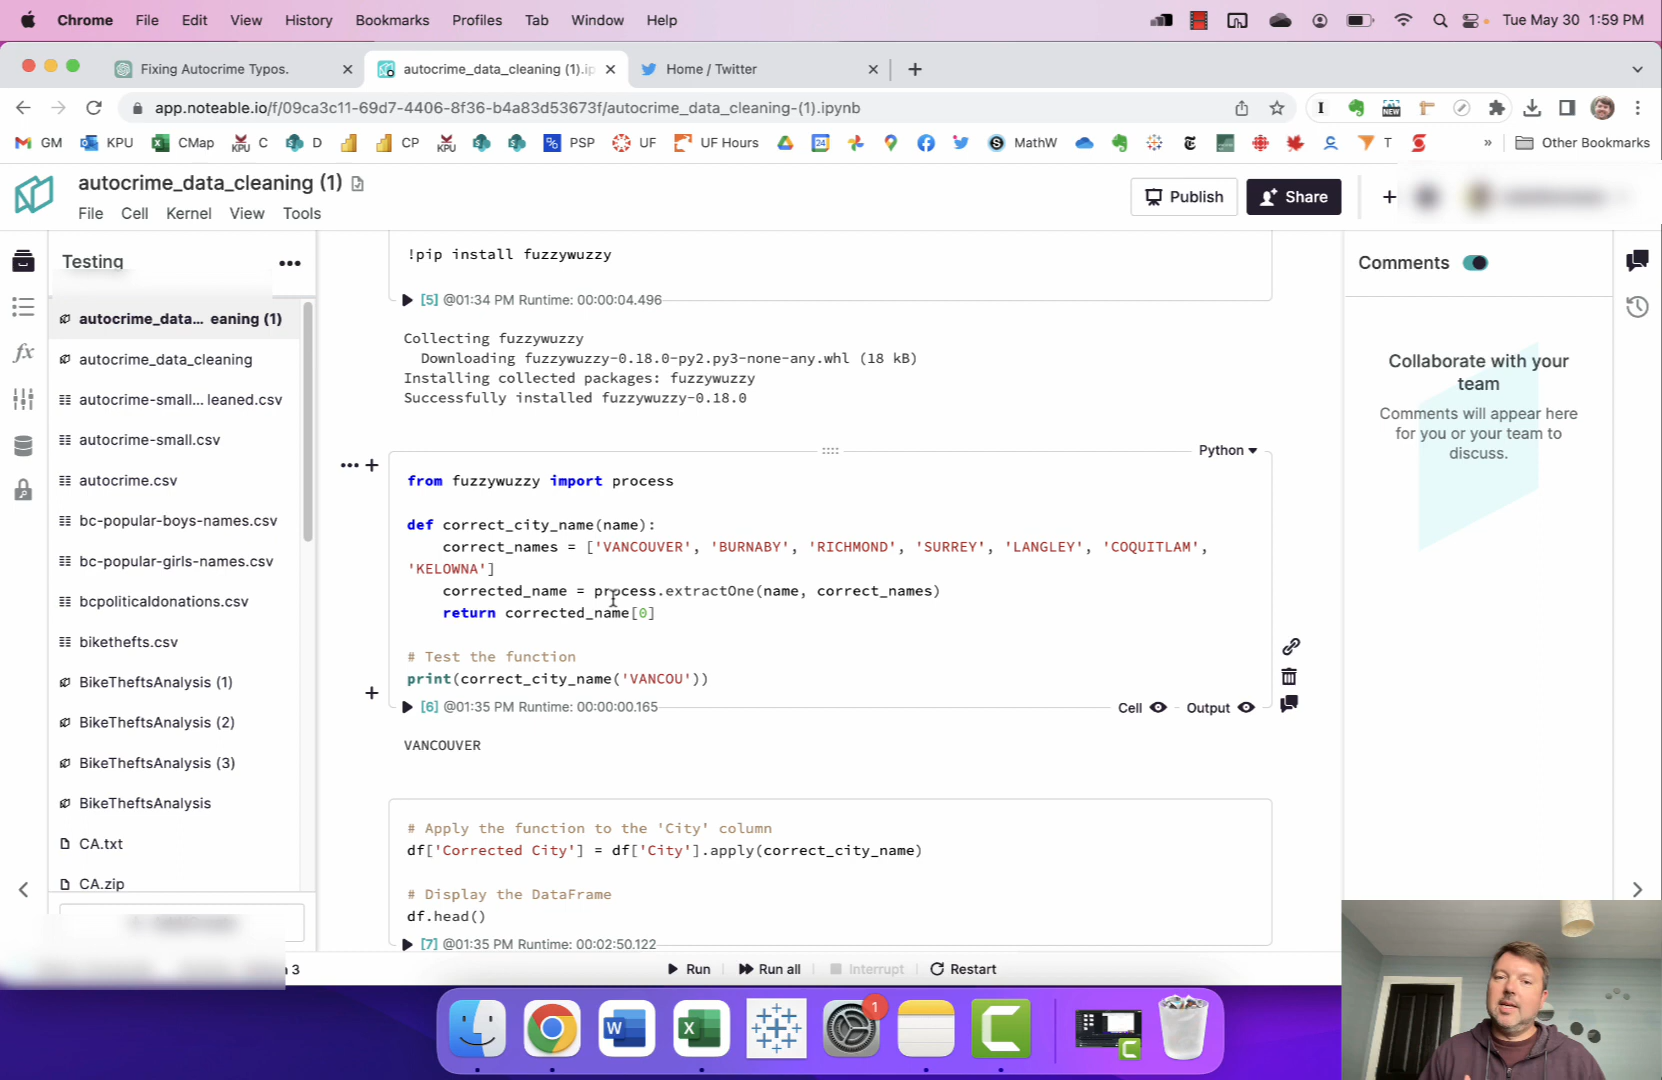 Chrome File Edit View History Bookmarks Profiles Tab Window Help Tue May 30 1:59 PM
Fixing Autocrime Typos. autocrime_data_cleaning (1).ip Home / Twitter
app.noteable.io/f/09ca3c11-69d7-4406-8f36-b4a83d53673f/autocrime_data_cleaning-(1).ipynb
GM KPU CMap KPU C D CP KPU PSP UF UF Hours 24 MathW T Other Bookmarks
autocrime_data_cleaning (1)
Publish Share
File Cell Kernel View Tools
Testing
autocrime_data... eaning (1)
autocrime_data_cleaning
autocrime-small... leaned.csv
autocrime-small.csv
autocrime.csv
bc-popular-boys-names.csv
bc-popular-girls-names.csv
bcpoliticaldonations.csv
bikethefts.csv
BikeTheftsAnalysis (1)
BikeTheftsAnalysis (2)
BikeTheftsAnalysis (3)
BikeTheftsAnalysis
CA.txt
CA.zip
!pip install fuzzywuzzy
[5] @01:34 PM Runtime: 00:00:04.496
Collecting fuzzywuzzy
Downloading fuzzywuzzy-0.18.0-py2.py3-none-any.whl (18 kB)
Installing collected packages: fuzzywuzzy
Successfully installed fuzzywuzzy-0.18.0
Python
from fuzzywuzzy import process
def correct_city_name(name):
correct_names = ['VANCOUVER', 'BURNABY', 'RICHMOND', 'SURREY', 'LANGLEY', 'COQUITLAM',
'KELOWNA']
corrected_name = process.extractOne(name, correct_names)
return corrected_name[0]
# Test the function
print(correct_city_name('VANCOU'))
[6] @01:35 PM Runtime: 00:00:00.165
Cell Output
VANCOUVER
# Apply the function to the 'City' column
df['Corrected City'] = df['City'].apply(correct_city_name)
# Display the DataFrame
df.head()
[7] @01:35 PM Runtime: 00:02:50.122
3
Run Run all Interrupt Restart
Comments
Collaborate with your
team
Comments will appear here
for you or your team to
discuss.
1